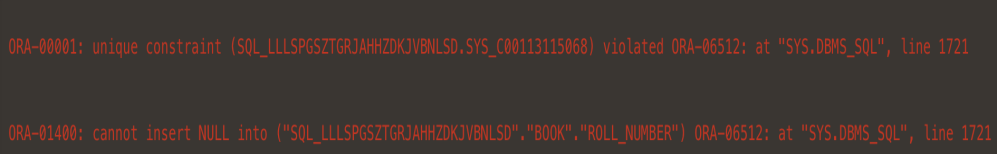 ORA-00001: unique constraint (SQL_LLLSPGSZTGRJAHHZDKJVBNLSD.SYS_C00113115068) violated ORA-06512: at "SYS.DBMS_SQL", line 1721
ORA-01400: cannot insert NULL into ("SQL_LLLSPGSZTGRJAHHZDKJVBNLSD"."BOOK"."ROLL_NUMBER") ORA-06512: at "SYS.DBMS_SQL", line 1721